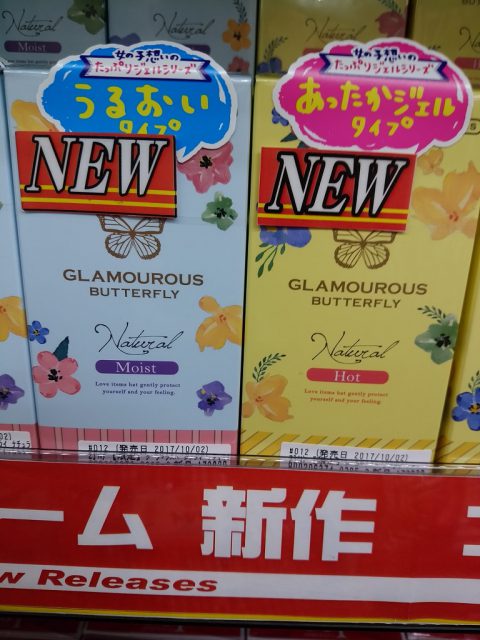 Natural
Moist
Natural
女の子想いの
たっぷりジェルシリーズ
うるおい
タイプ
NEW
GLAMOUROUS
BUTTERFLY
Natural
Moist
Love items hat gently protect
yourself and your feeling.
#012 (発売日 2017/10/02)
女の子想いの
たっぷりジェルシリーズ
あったかジェル
タイプ
NEW
GLAMOUROUS
BUTTERFLY
Natural
Hot
Love items hat gently protect
yourself and your feeling.
#012 (発売日 2017/10/02)
ーム 新作
w Releases